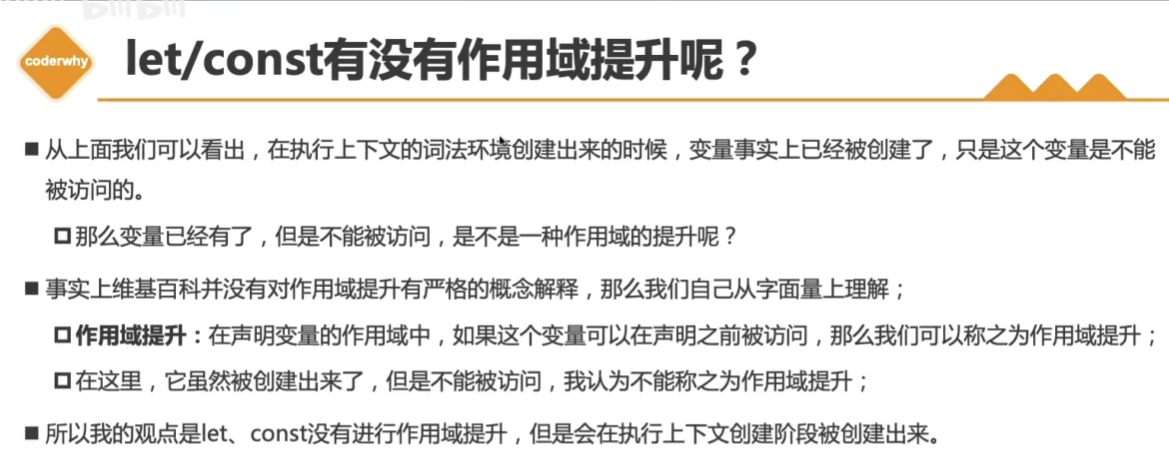 coderwhy
let/const有没有作用域提升呢？
■ 从上面我们可以看出，在执行上下文的词法环境创建出来的时候，变量事实上已经被创建了，只是这个变量是不能
被访问的。
那么变量已经有了，但是不能被访问，是不是一种作用域的提升呢？
■ 事实上维基百科并没有对作用域提升有严格的概念解释，那么我们自己从字面量上理解；
作用域提升：在声明变量的作用域中，如果这个变量可以在声明之前被访问，那么我们可以称之为作用域提升；
在这里，它虽然被创建出来了，但是不能被访问，我认为不能称之为作用域提升；
■ 所以我的观点是let、const没有进行作用域提升，但是会在执行上下文创建阶段被创建出来。